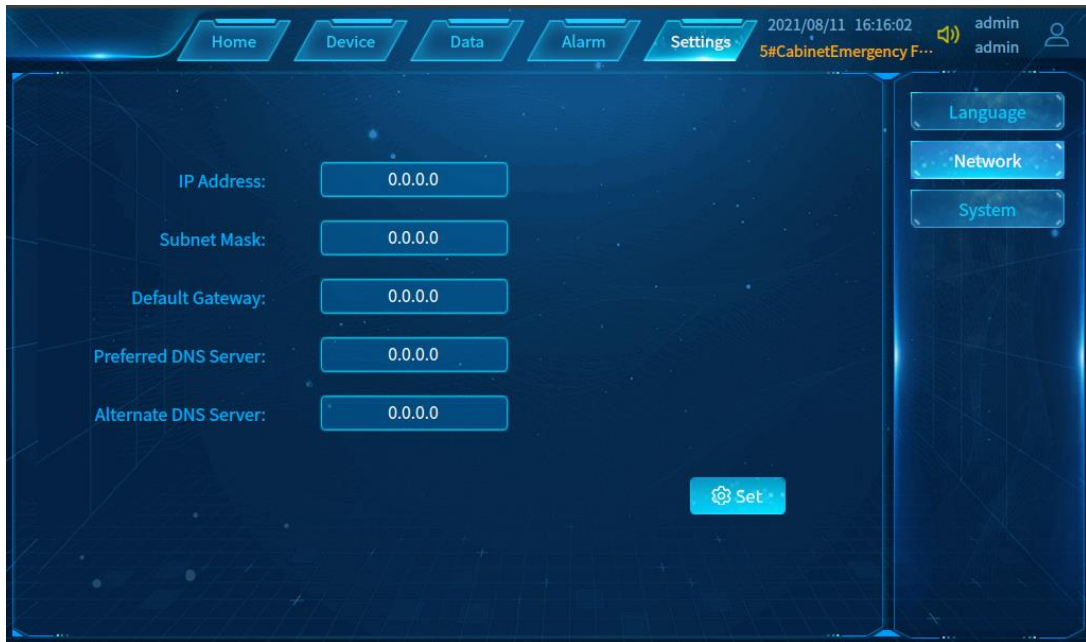 Home
Device
Data
Alarm
Settings
2021/08/11 16:16:02
5#CabinetEmergency F···
admin
admin
Language
Network
System
IP Address: 0.0.0.0
Subnet Mask: 0.0.0.0
Default Gateway: 0.0.0.0
Preferred DNS Server: 0.0.0.0
Alternate DNS Server: 0.0.0.0
Set